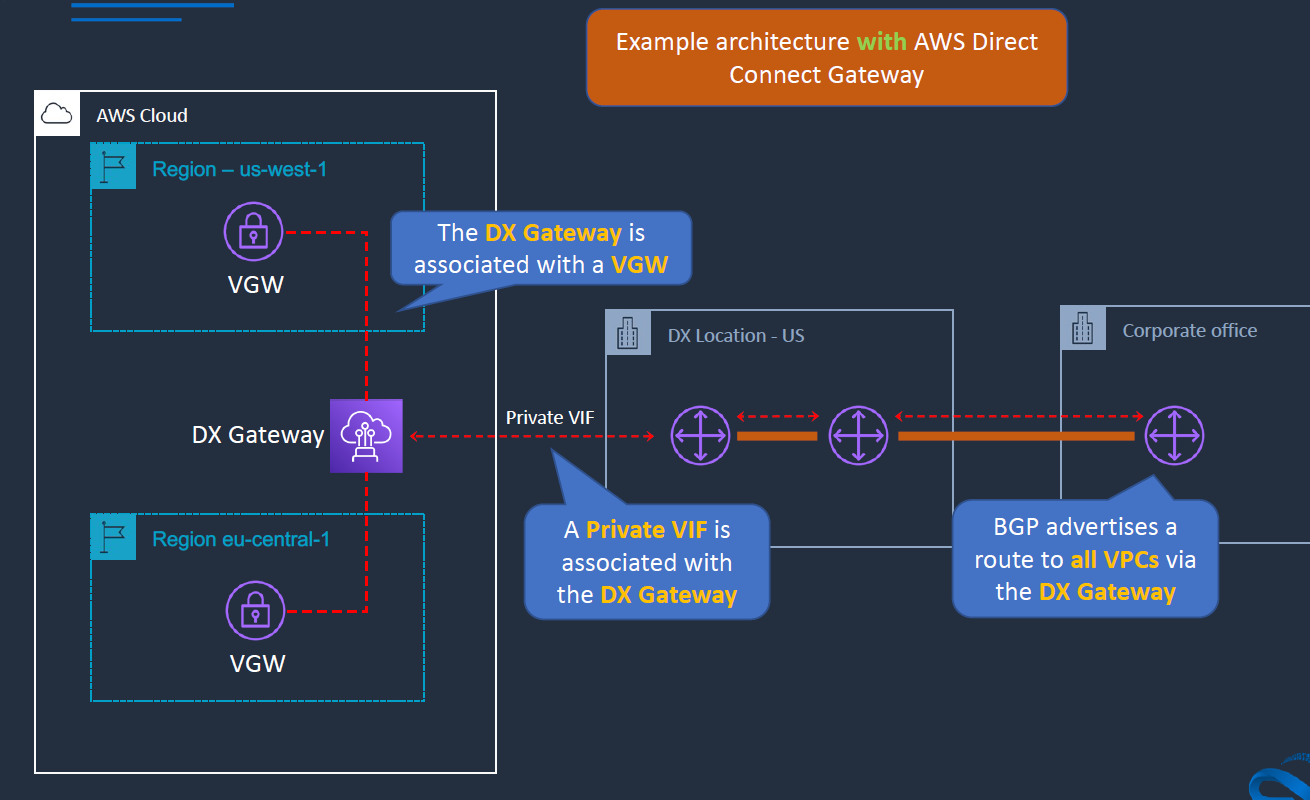 Example architecture with AWS Direct
Connect Gateway
AWS Cloud
Region – us-west-1
VGW
The DX Gateway is
associated with a VGW
DX Location - US
Corporate office
DX Gateway
Private VIF
A Private VIF is
associated with
the DX Gateway
BGP advertises a
route to all VPCs via
the DX Gateway
Region eu-central-1
VGW